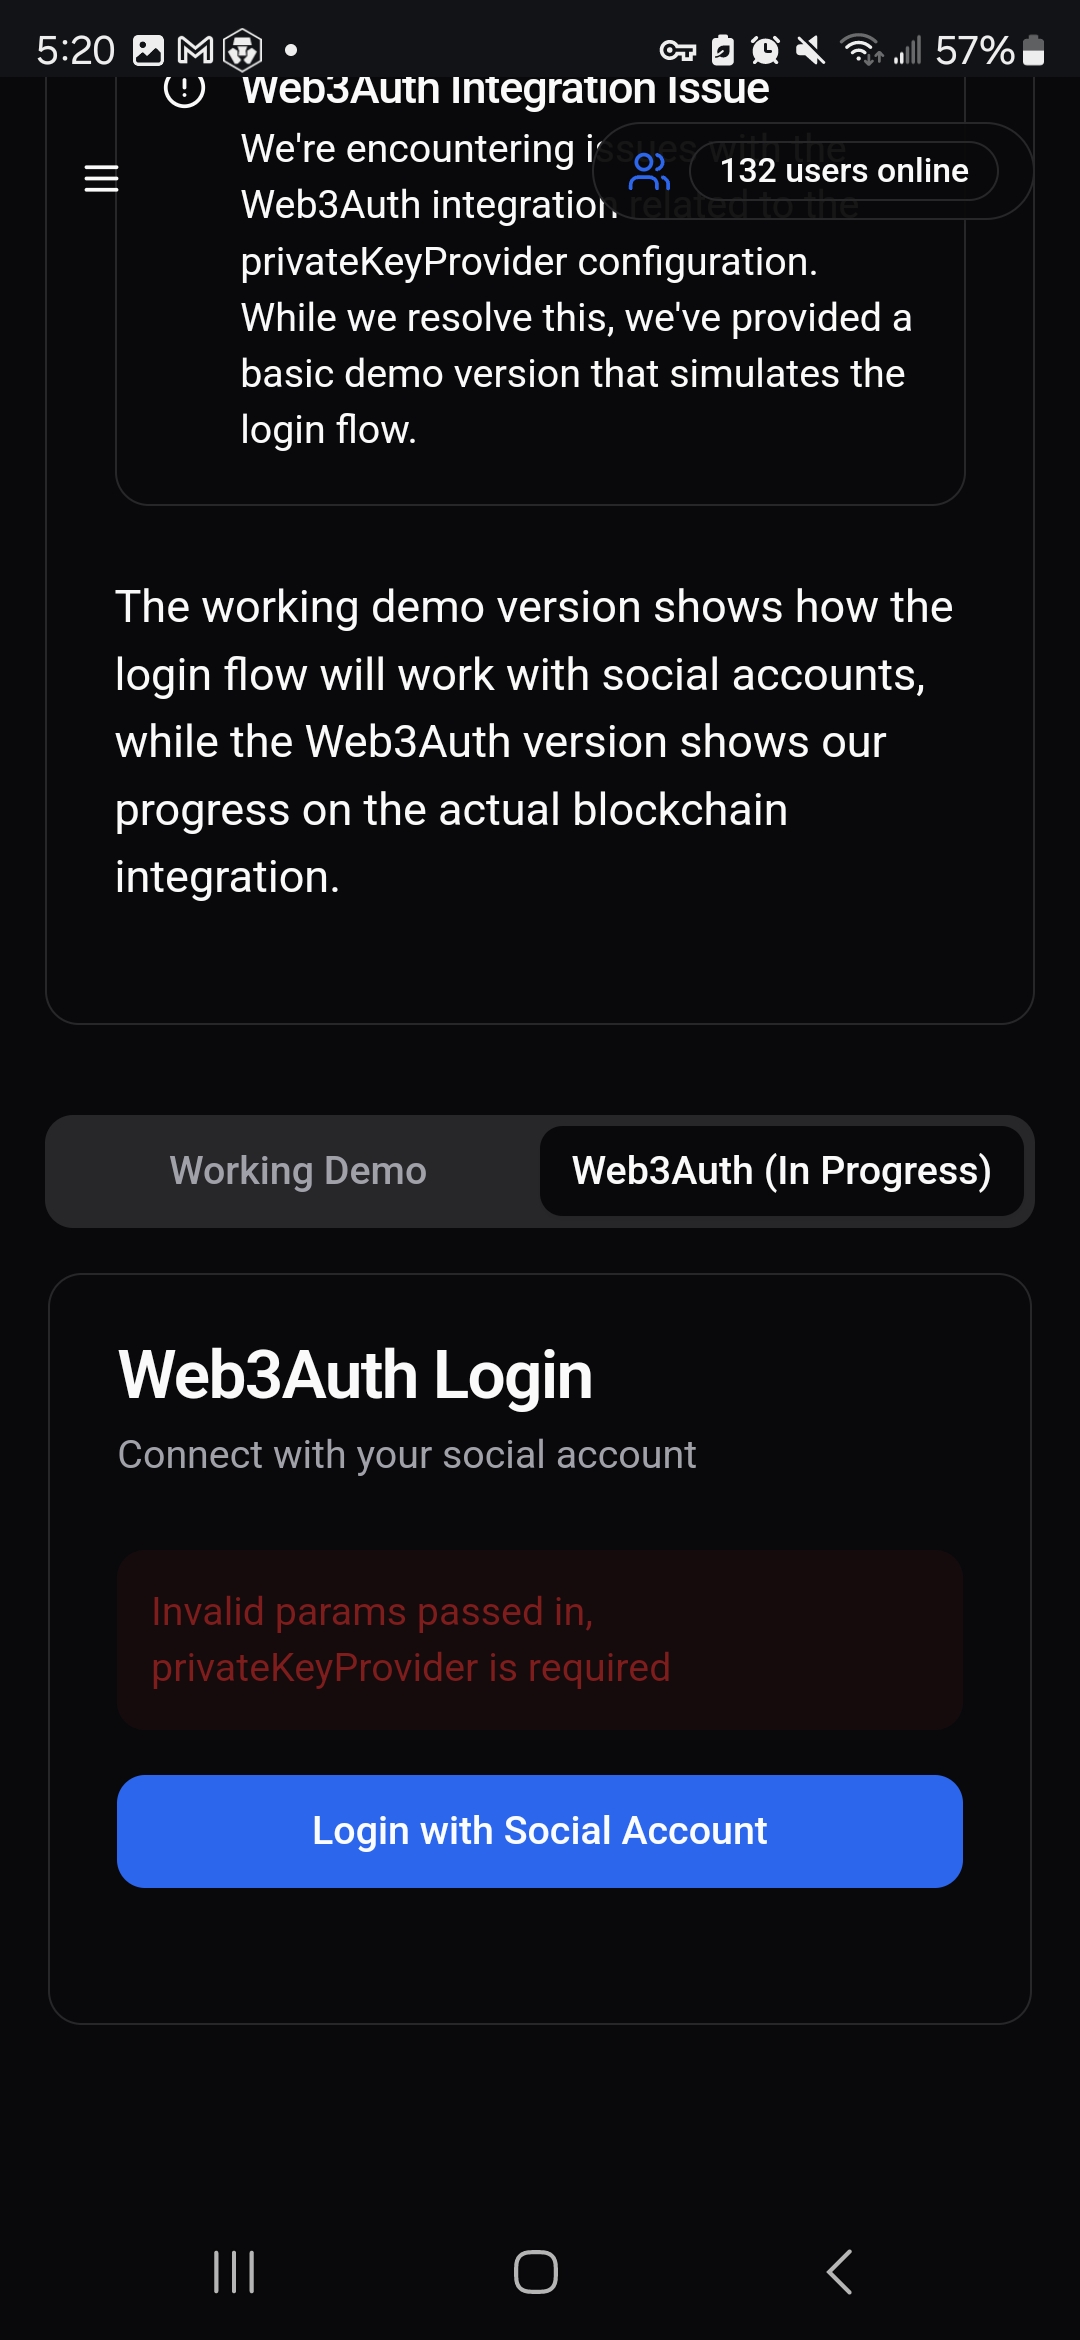 5:20
57%
Web3Auth Integration Issue
132 users online
We're encountering issues with the
Web3Auth integration related to the
privateKeyProvider configuration.
While we resolve this, we've provided a
basic demo version that simulates the
login flow.
The working demo version shows how the
login flow will work with social accounts,
while the Web3Auth version shows our
progress on the actual blockchain
integration.
Working Demo
Web3Auth (In Progress)
Web3Auth Login
Connect with your social account
Invalid params passed in,
privateKeyProvider is required
Login with Social Account